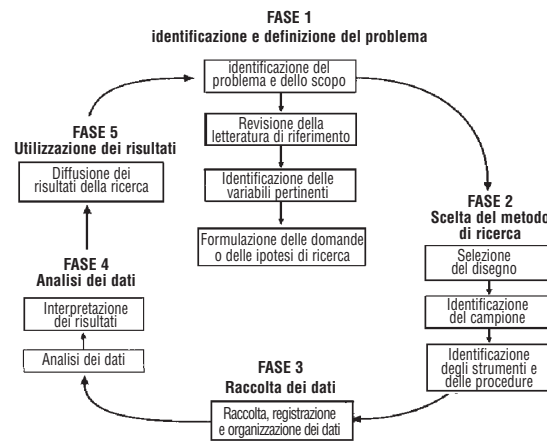 FASE 1
identificazione e definizione del problema
identificazione del
problema e dello scopo
Revisione della
letteratura di riferimento
Identificazione delle
variabili pertinenti
Formulazione delle domande
o delle ipotesi di ricerca
FASE 2
Scelta del metodo
di ricerca
Selezione
del disegno
Identificazione
del campione
Identificazione
degli strumenti e
delle procedure
FASE 3
Raccolta dei dati
Raccolta, registrazione
e organizzazione dei dati
FASE 4
Analisi dei dati
Interpretazione
dei risultati
Analisi dei dati
FASE 5
Utilizzazione dei risultati
Diffusione dei
risultati della ricerca